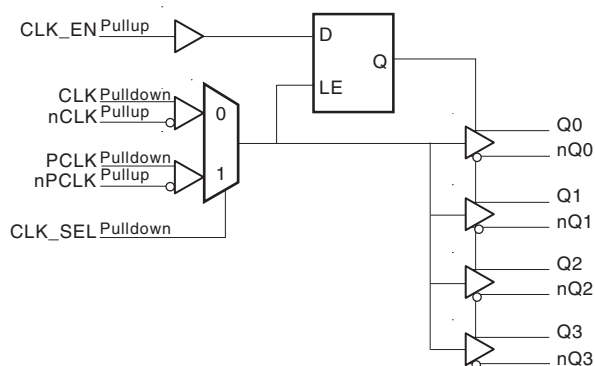 CLK_EN Pullup
D
Q
LE
CLK Pulldown
nCLK Pullup
0
PCLK Pulldown
nPCLK Pullup
1
CLK_SEL Pulldown
Q0
nQ0
Q1
nQ1
Q2
nQ2
Q3
nQ3